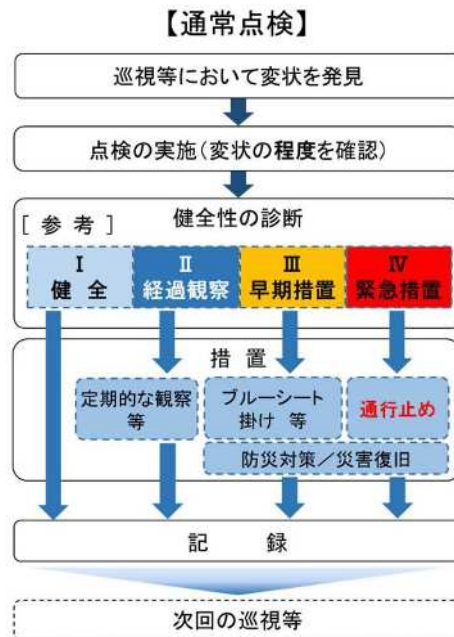 【通常点検】
巡視等において変状を発見
点検の実施(変状の程度を確認)
[参考]
健全性の診断
Ⅰ
健 全
Ⅱ
経過観察
Ⅲ
早期措置
Ⅳ
緊急措置
措 置
定期的な観察
等
ブルーシート
掛け 等
通行止め
防災対策/災害復旧
記 録
次回の巡視等